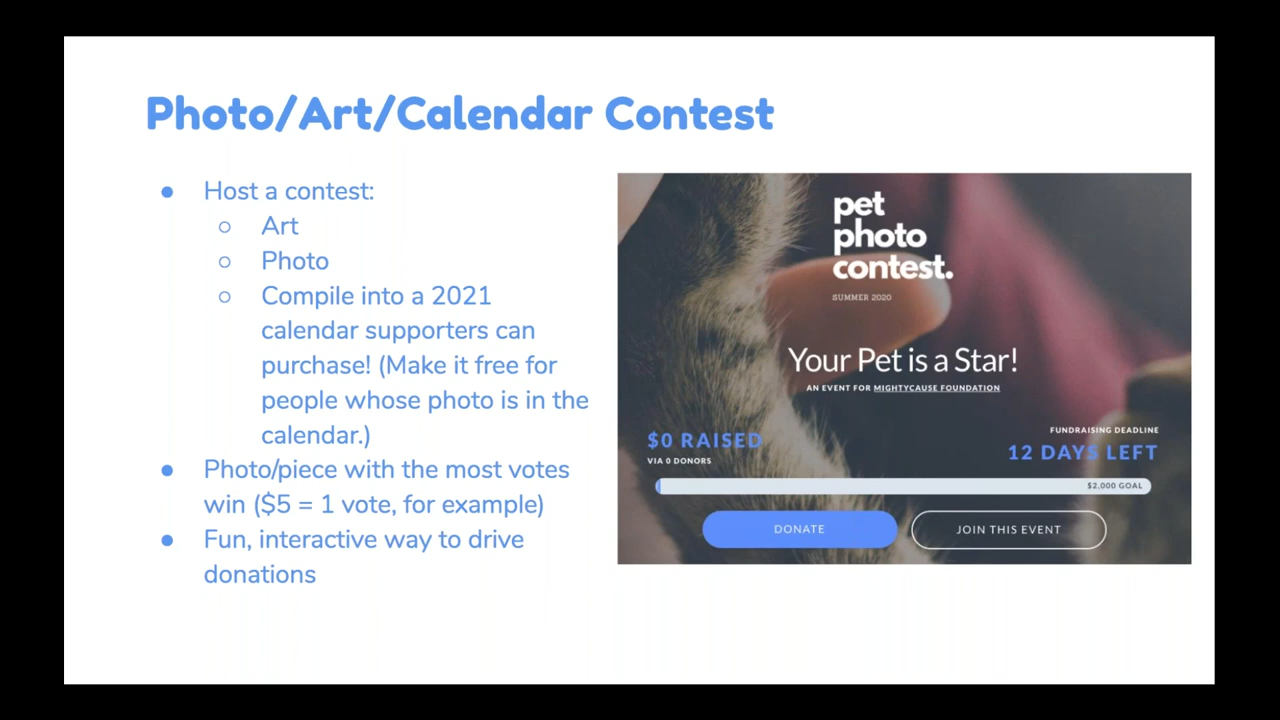 Photo/Art/Calendar Contest
● Host a contest:
○ Art
○ Photo
○ Compile into a 2021
calendar supporters can
purchase! (Make it free for
people whose photo is in the
calendar.)
● Photo/piece with the most votes
win ($5 = 1 vote, for example)
● Fun, interactive way to drive
donations
pet
photo
contest.
SUMMER 2020
Your Pet is a Star!
AN EVENT FOR MIGHTYCAUSE FOUNDATION
$0 RAISED
VIA 0 DONORS
FUNDRAISING DEADLINE
12 DAYS LEFT
$2,000 GOAL
DONATE
JOIN THIS EVENT